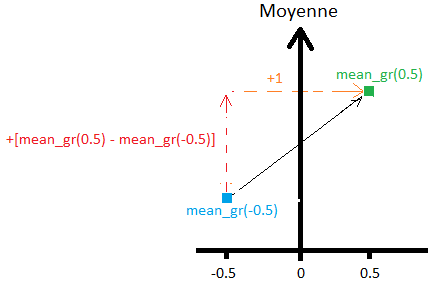 Moyenne
mean_gr(0.5)
+1
+[mean_gr(0.5) - mean_gr(-0.5)]
mean_gr(-0.5)
-0.5 0 0.5